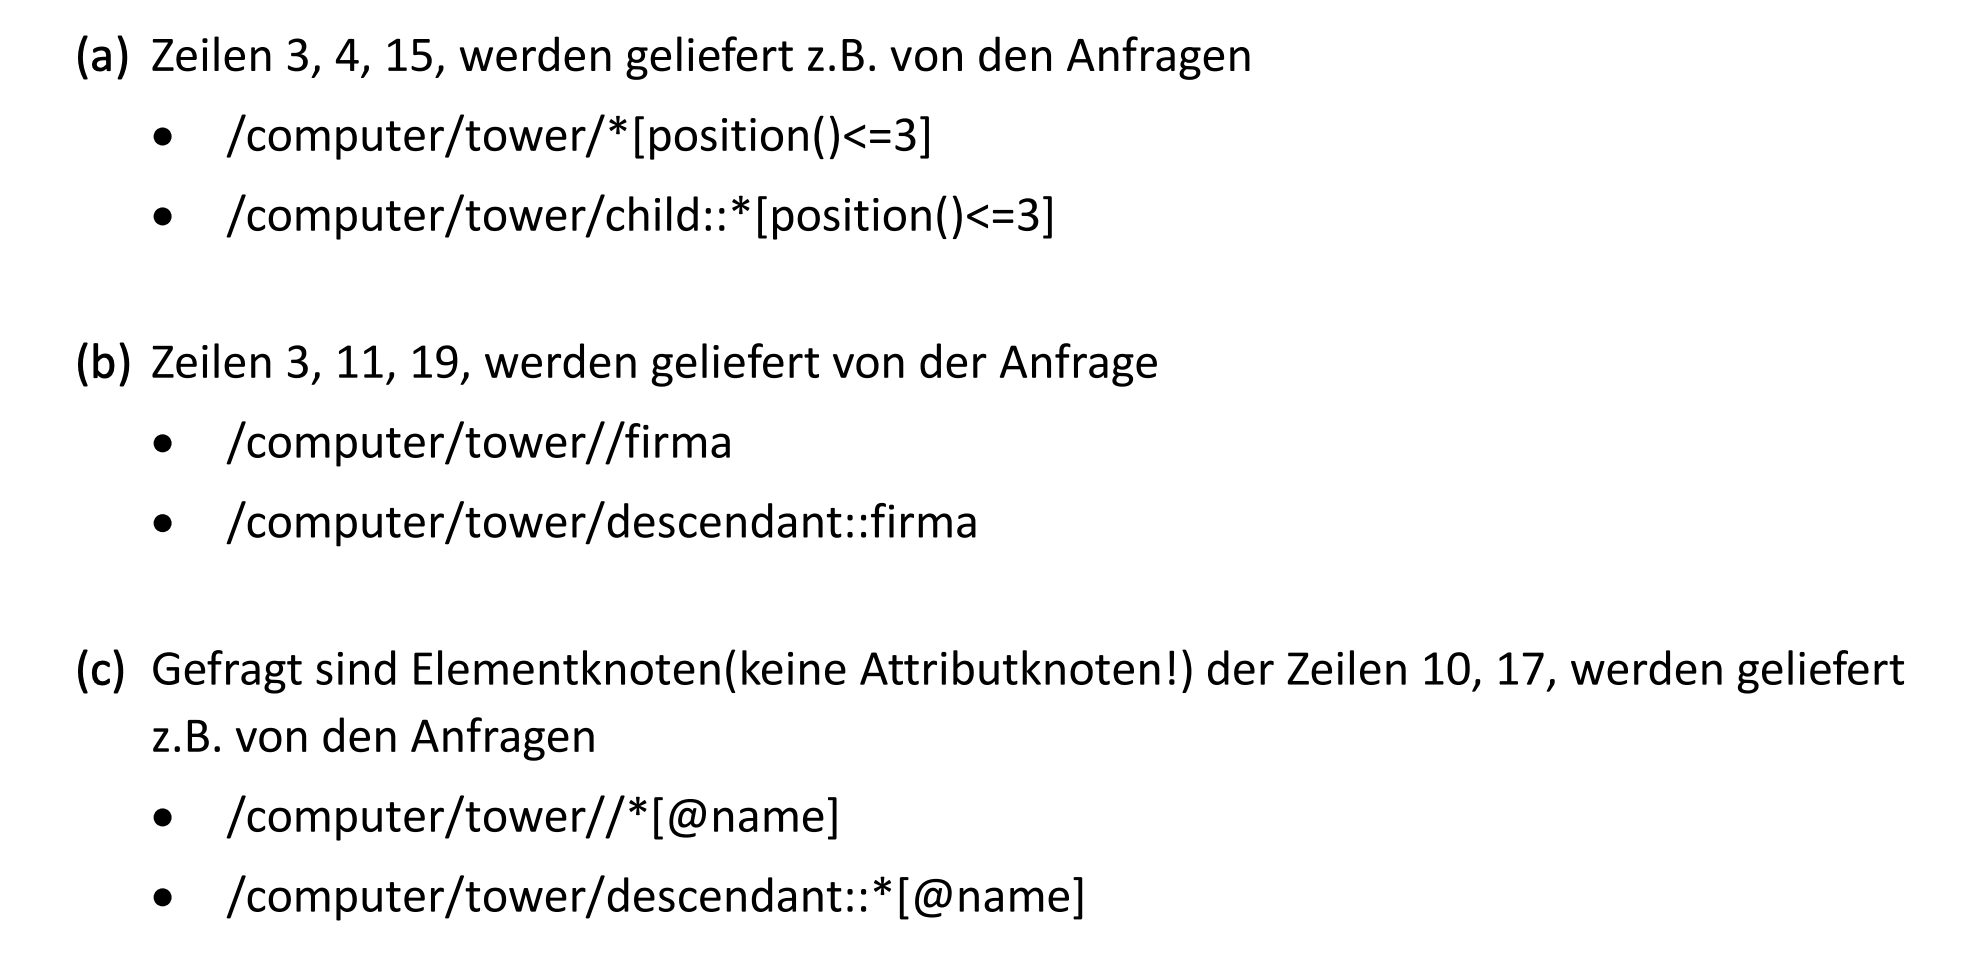 (a) Zeilen 3, 4, 15, werden geliefert z.B. von den Anfragen
• /computer/tower/*[position()<=3]
• /computer/tower/child::*[position()<=3]
(b) Zeilen 3, 11, 19, werden geliefert von der Anfrage
• /computer/tower//firma
• /computer/tower/descendant::firma
(c) Gefragt sind Elementknoten(keine Attributknoten!) der Zeilen 10, 17, werden geliefert
z.B. von den Anfragen
• /computer/tower//*[@name]
• /computer/tower/descendant::*[@name]